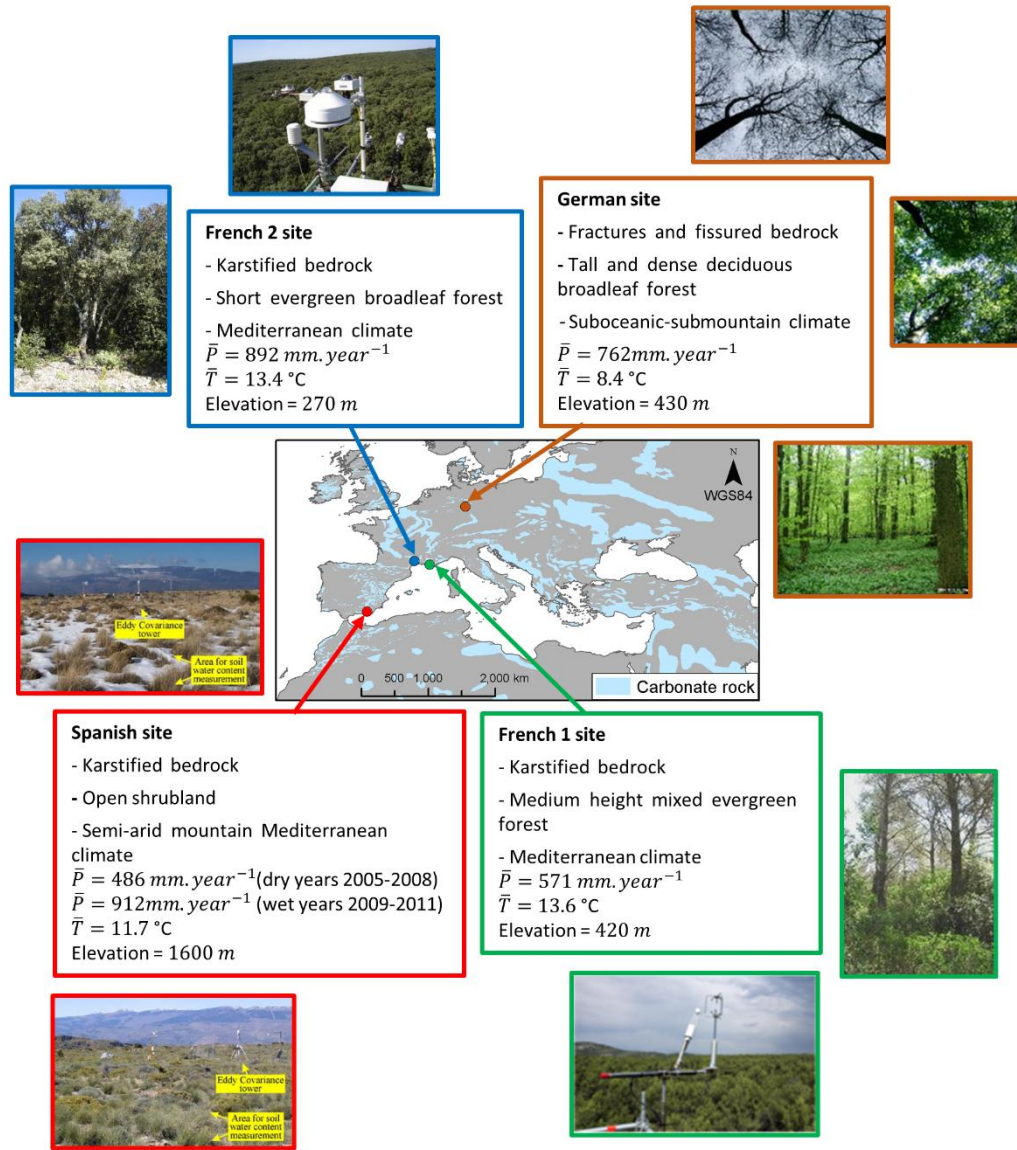 French 2 site
- Karstified bedrock
- Short evergreen broadleaf forest
- Mediterranean climate
P̄ = 892 mm. year⁻¹
T̄ = 13.4 °C
Elevation = 270 m
German site
- Fractures and fissured bedrock
- Tall and dense deciduous
broadleaf forest
- Suboceanic-submountain climate
P̄ = 762mm. year⁻¹
T̄ = 8.4 °C
Elevation = 430 m
N
WGS84
0 500 1,000 2,000 km
Carbonate rock
Eddy Covariance
tower
Area for soil
water content
measurement
Spanish site
- Karstified bedrock
- Open shrubland
- Semi-arid mountain Mediterranean
climate
P̄ = 486 mm. year⁻¹(dry years 2005-2008)
P̄ = 912mm. year⁻¹ (wet years 2009-2011)
T̄ = 11.7 °C
Elevation = 1600 m
French 1 site
- Karstified bedrock
- Medium height mixed evergreen
forest
- Mediterranean climate
P̄ = 571 mm. year⁻¹
T̄ = 13.6 °C
Elevation = 420 m
Eddy Covariance
tower
Area for soil
water content
measurement